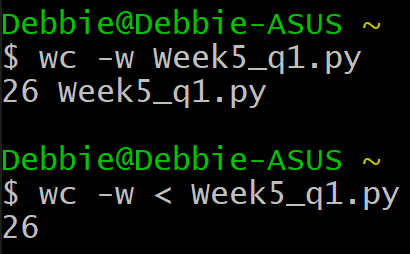 Debbie@Debbie-ASUS ~
$ wc -w Week5_q1.py
26 Week5_q1.py
Debbie@Debbie-ASUS ~
$ wc -w < Week5_q1.py
26